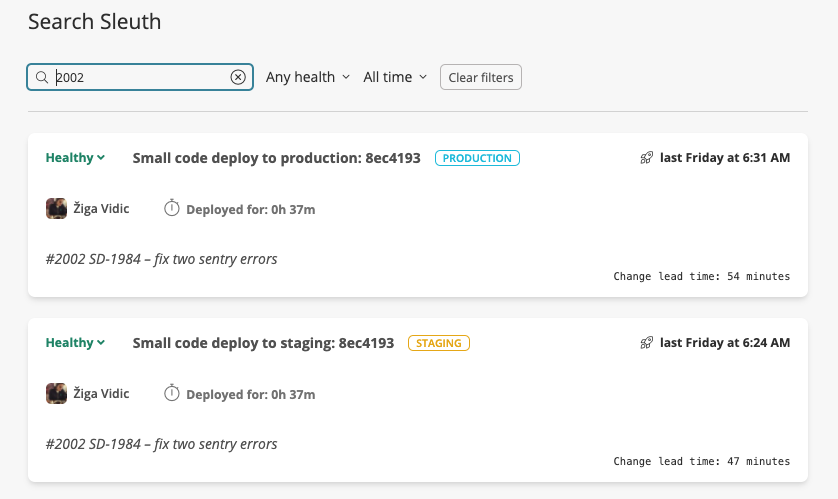 Search Sleuth
2002 Any health All time Clear filters
Healthy Small code deploy to production: 8ec4193 PRODUCTION last Friday at 6:31 AM
Žiga Vidic Deployed for: 0h 37m
#2002 SD-1984 – fix two sentry errors
Change lead time: 54 minutes
Healthy Small code deploy to staging: 8ec4193 STAGING last Friday at 6:24 AM
Žiga Vidic Deployed for: 0h 37m
#2002 SD-1984 – fix two sentry errors
Change lead time: 47 minutes